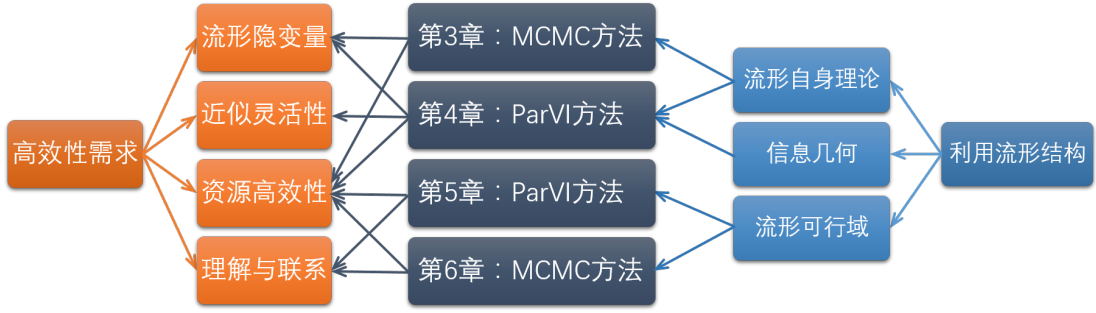 高效性需求
流形隐变量
近似灵活性
资源高效性
理解与联系
第3章：MCMC方法
第4章：ParVI方法
第5章：ParVI方法
第6章：MCMC方法
流形自身理论
信息几何
流形可行域
利用流形结构